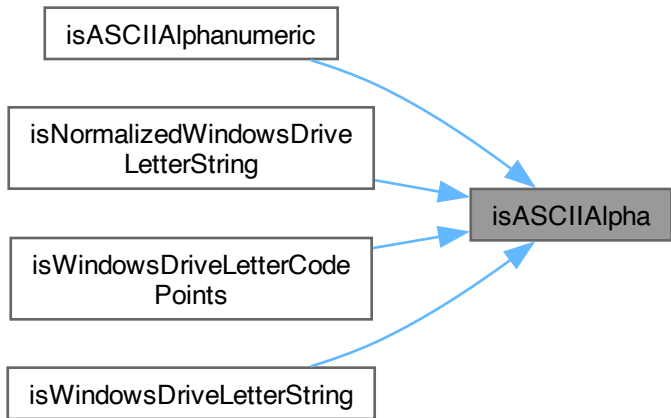 isASCIIAlphanumeric
isNormalizedWindowsDrive
LetterString
isASCIIAlpha
isWindowsDriveLetterCode
Points
isWindowsDriveLetterString